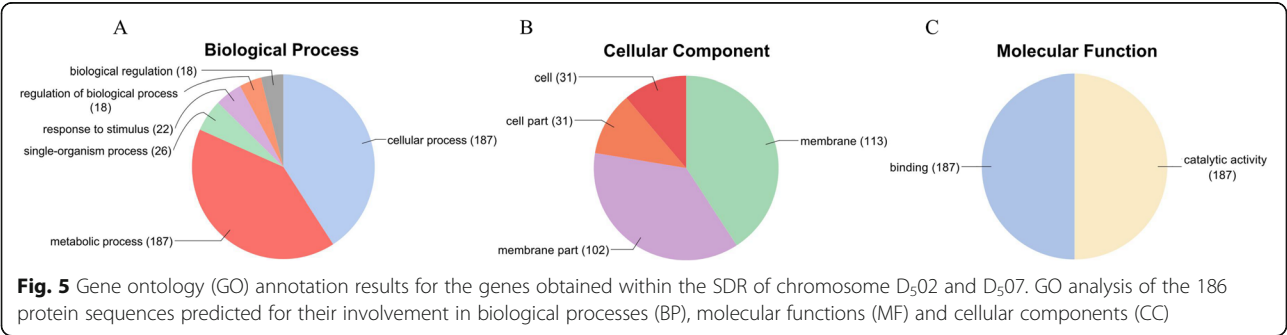 A
Biological Process
biological regulation (18)
regulation of biological process
(18)
response to stimulus (22)
single-organism process (26)
cellular process (187)
metabolic process (187)
B
Cellular Component
cell (31)
cell part (31)
membrane (113)
membrane part (102)
C
Molecular Function
binding (187)
catalytic activity
(187)
Fig. 5 Gene ontology (GO) annotation results for the genes obtained within the SDR of chromosome D₅02 and D₅07. GO analysis of the 186
protein sequences predicted for their involvement in biological processes (BP), molecular functions (MF) and cellular components (CC)